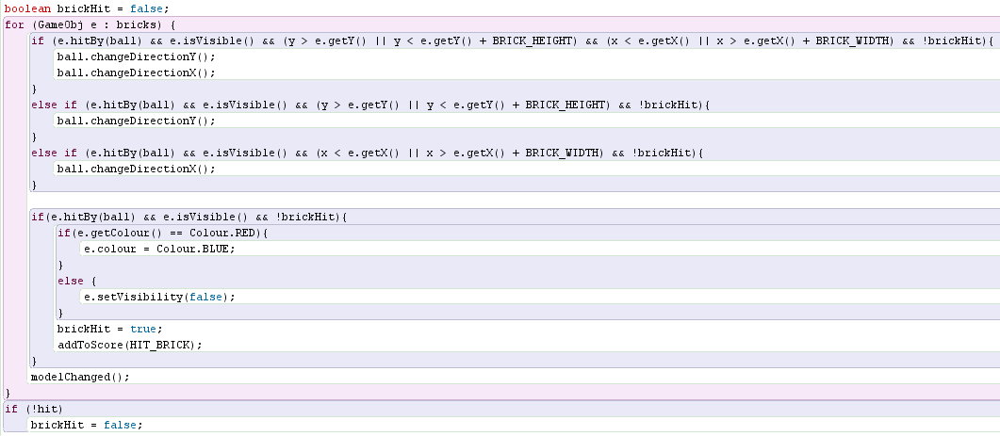 boolean brickHit = false;
for (GameObj e : bricks) {
if (e.hitBy(ball) && e.isVisible() && (y > e.getY() || y < e.getY() + BRICK_HEIGHT) && (x < e.getX() || x > e.getX() + BRICK_WIDTH) && !brickHit){
ball.changeDirectionY();
ball.changeDirectionX();
}
else if (e.hitBy(ball) && e.isVisible() && (y > e.getY() || y < e.getY() + BRICK_HEIGHT) && !brickHit){
ball.changeDirectionY();
}
else if (e.hitBy(ball) && e.isVisible() && (x < e.getX() || x > e.getX() + BRICK_WIDTH) && !brickHit){
ball.changeDirectionX();
}
if(e.hitBy(ball) && e.isVisible() && !brickHit){
if(e.getColour() == Colour.RED){
e.colour = Colour.BLUE;
}
else {
e.setVisibility(false);
}
brickHit = true;
addToScore(HIT_BRICK);
}
modelChanged();
}
if (!hit)
brickHit = false;